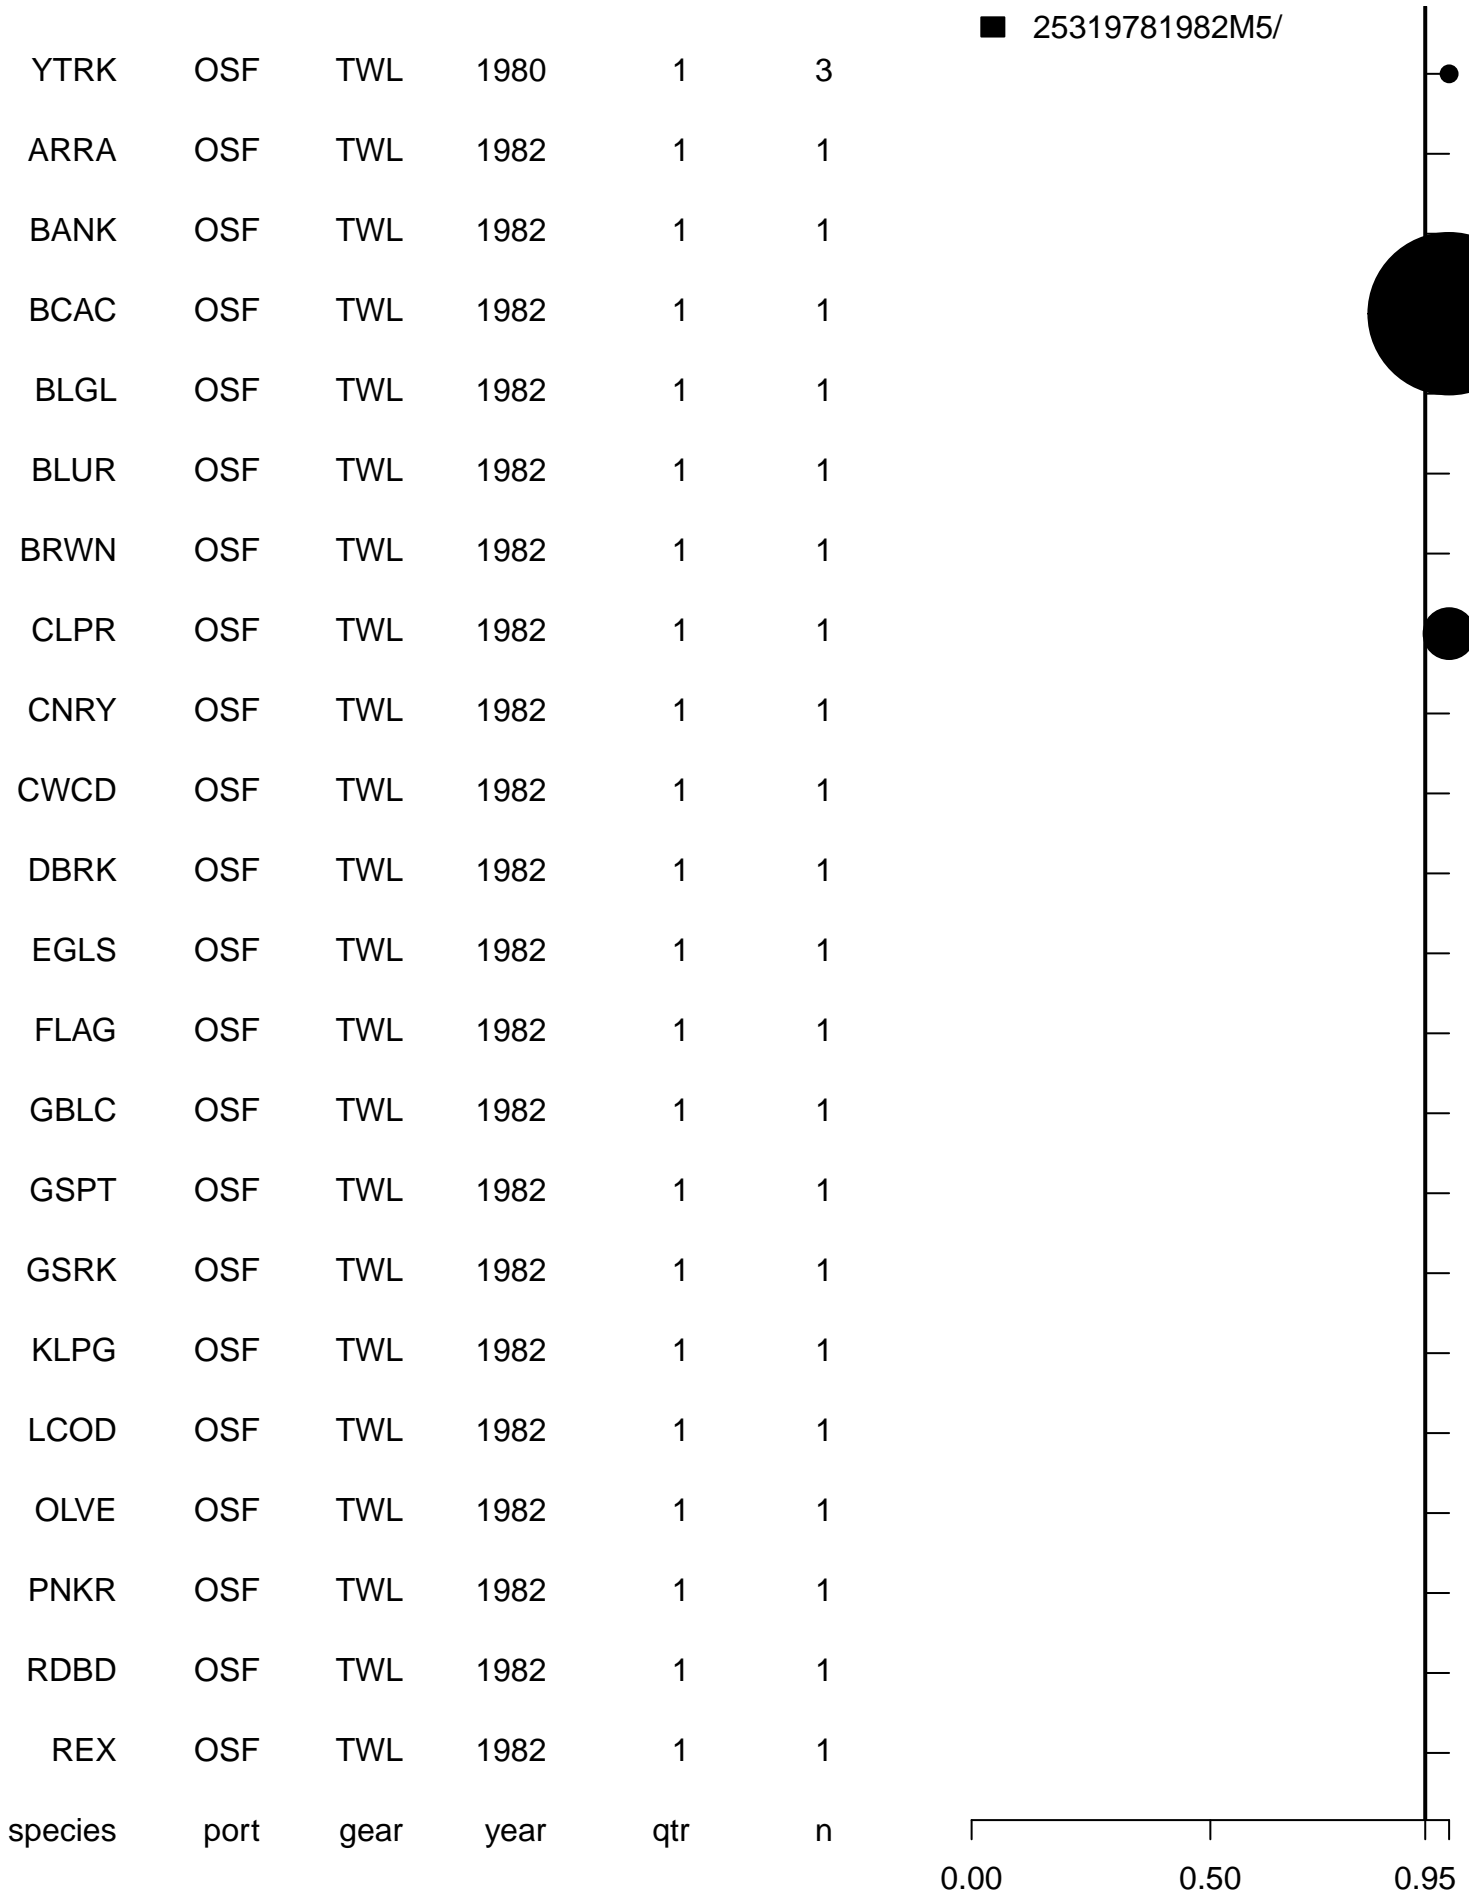 25319781982M5/
YTRK OSF TWL 1980 1 3
ARRA OSF TWL 1982 1 1
BANK OSF TWL 1982 1 1
BCAC OSF TWL 1982 1 1
BLGL OSF TWL 1982 1 1
BLUR OSF TWL 1982 1 1
BRWN OSF TWL 1982 1 1
CLPR OSF TWL 1982 1 1
CNRY OSF TWL 1982 1 1
CWCD OSF TWL 1982 1 1
DBRK OSF TWL 1982 1 1
EGLS OSF TWL 1982 1 1
FLAG OSF TWL 1982 1 1
GBLC OSF TWL 1982 1 1
GSPT OSF TWL 1982 1 1
GSRK OSF TWL 1982 1 1
KLPG OSF TWL 1982 1 1
LCOD OSF TWL 1982 1 1
OLVE OSF TWL 1982 1 1
PNKR OSF TWL 1982 1 1
RDBD OSF TWL 1982 1 1
REX OSF TWL 1982 1 1
species port gear year qtr n
0.00 0.50 0.95